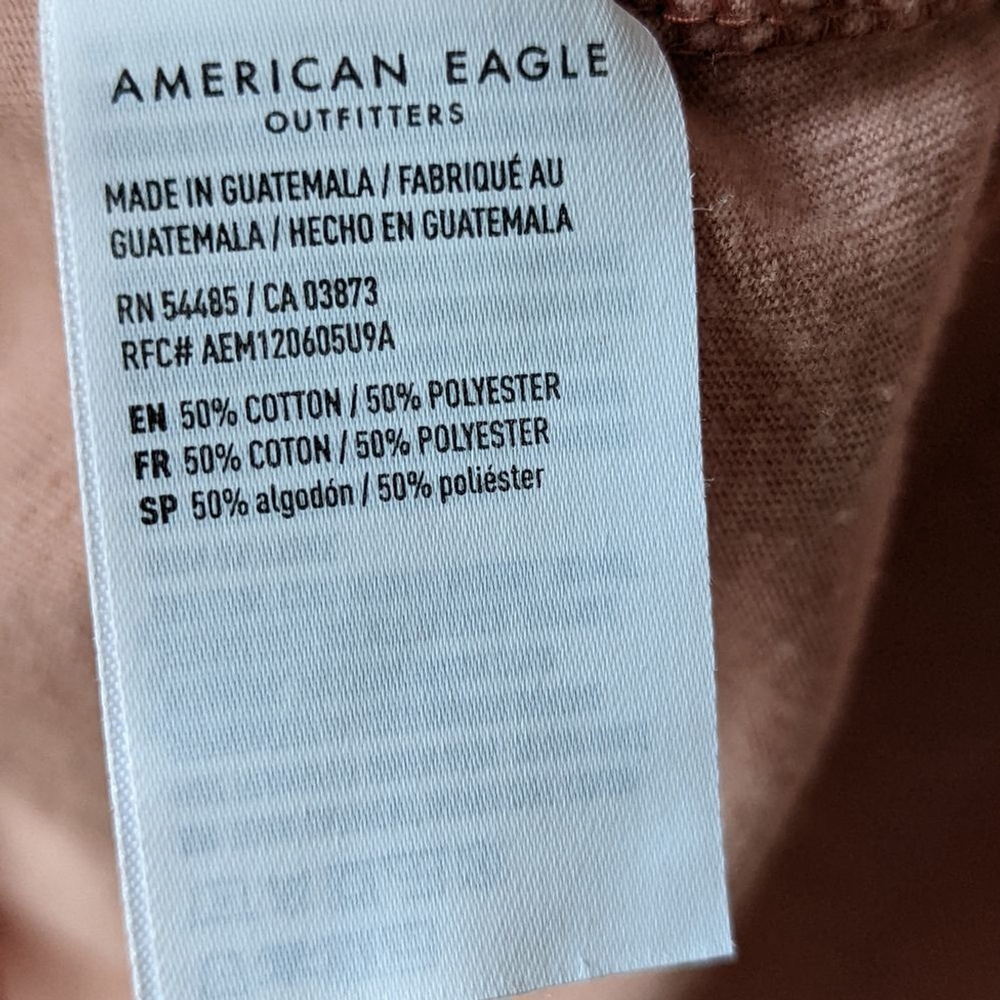 AMERICAN EAGLE
OUTFITTERS
MADE IN GUATEMALA / FABRIQUÉ AU
GUATEMALA / HECHO EN GUATEMALA
RN 54485 / CA 03873
RFC# AEM120605U9A
EN 50% COTTON / 50% POLYESTER
FR 50% COTON / 50% POLYESTER
SP 50% algodón / 50% poliéster